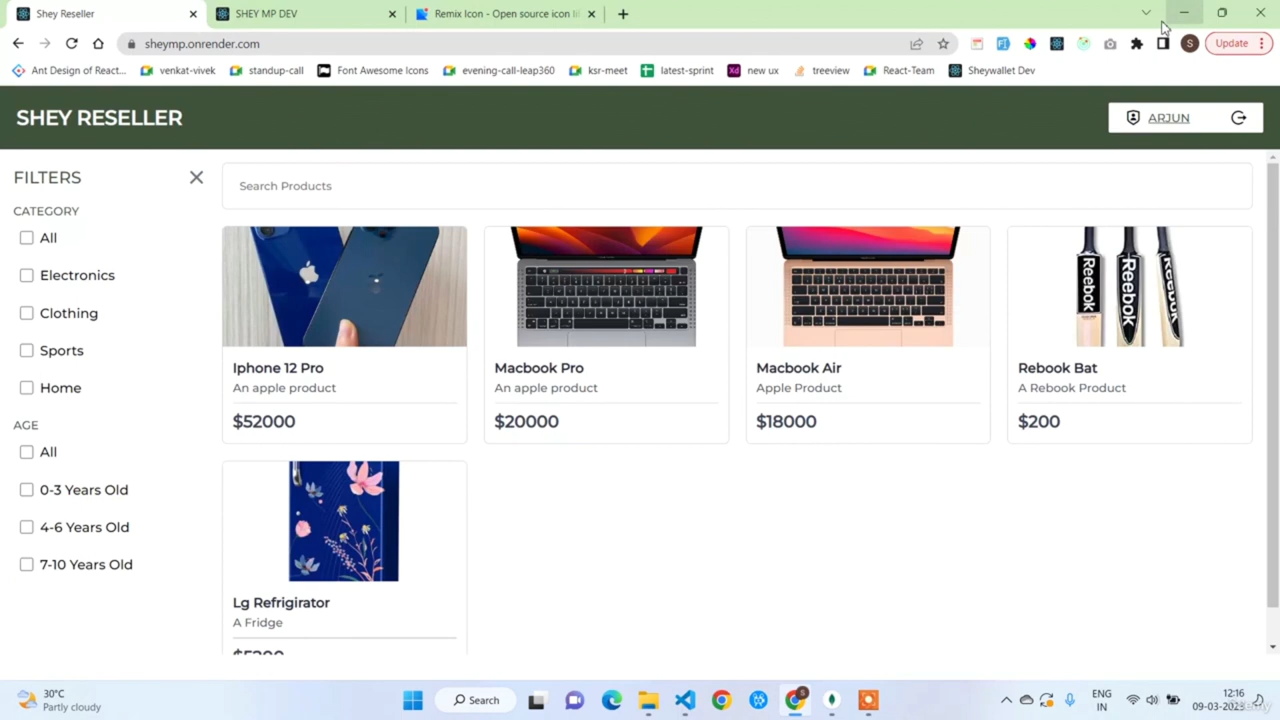 Shey Reseller
SHEY MP DEV
Remix Icon - Open source icon li
sheymp.onrender.com
S
Update
Ant Design of React...
venkat-vivek
standup-call
Font Awesome Icons
evening-call-leap360
ksr-meet
latest-sprint
Xd
new ux
treeview
React-Team
Sheywallet Dev
SHEY RESELLER
ARJUN
FILTERS
Search Products
CATEGORY
All
Electronics
Clothing
Sports
Home
AGE
All
0-3 Years Old
4-6 Years Old
7-10 Years Old
Reebok
Reebok
Reebok
Iphone 12 Pro
An apple product
$52000
Macbook Pro
An apple product
$20000
Macbook Air
Apple Product
$18000
Rebook Bat
A Rebook Product
$200
Lg Refrigirator
A Fridge
30°C
Partly cloudy
Search
ENG
IN
12:16